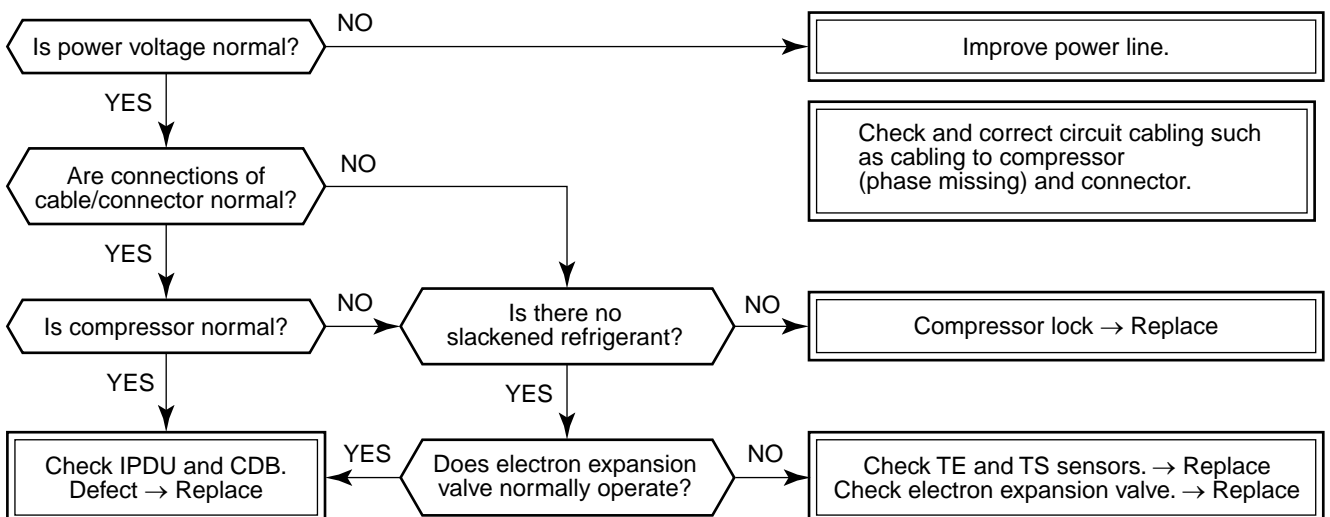 Is power voltage normal?
NO
Improve power line.
YES
Check and correct circuit cabling such
as cabling to compressor
(phase missing) and connector.
Are connections of
cable/connector normal?
NO
YES
Is compressor normal?
NO
Is there no
slackened refrigerant?
NO
Compressor lock → Replace
YES
YES
Check IPDU and CDB.
Defect → Replace
YES
Does electron expansion
valve normally operate?
NO
Check TE and TS sensors. → Replace
Check electron expansion valve. → Replace